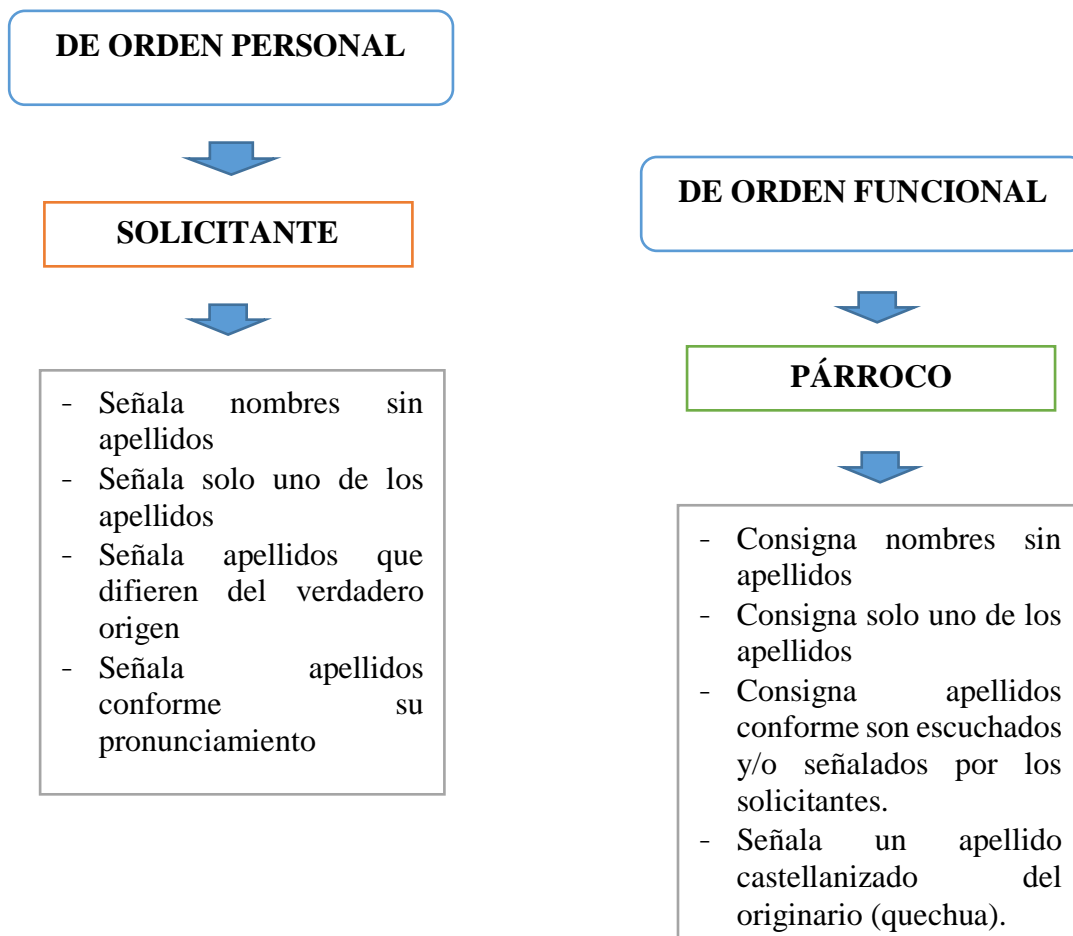 DE ORDEN PERSONAL
SOLICITANTE
- Señala nombres sin
apellidos
- Señala solo uno de los
apellidos
- Señala apellidos que
difieren del verdadero
origen
- Señala apellidos
conforme su
pronunciamiento
DE ORDEN FUNCIONAL
PÁRROCO
- Consigna nombres sin
apellidos
- Consigna solo uno de los
apellidos
- Consigna apellidos
conforme son escuchados
y/o señalados por los
solicitantes.
- Señala un apellido
castellanizado del
originario (quechua).